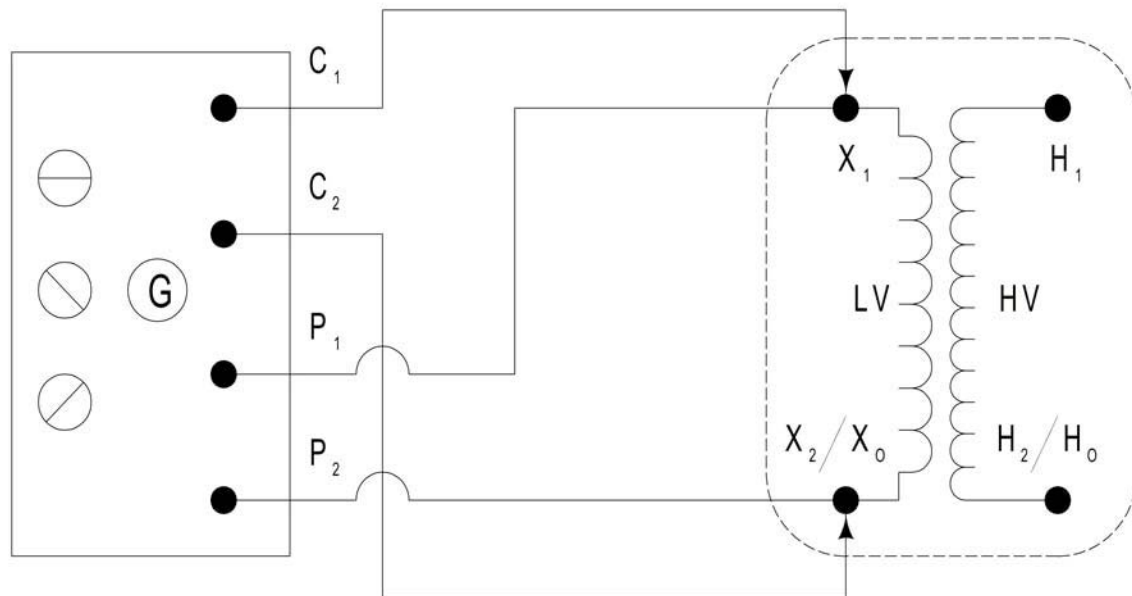 C₁
X₁
H₁
C₂
G
LV
HV
P₁
X₂/X₀
H₂/H₀
P₂